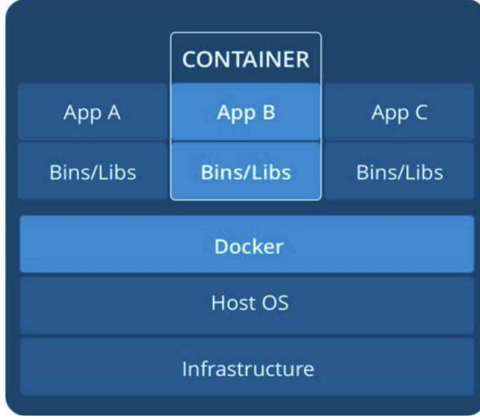 CONTAINER
App A App B App C
Bins/Libs Bins/Libs Bins/Libs
Docker
Host OS
Infrastructure